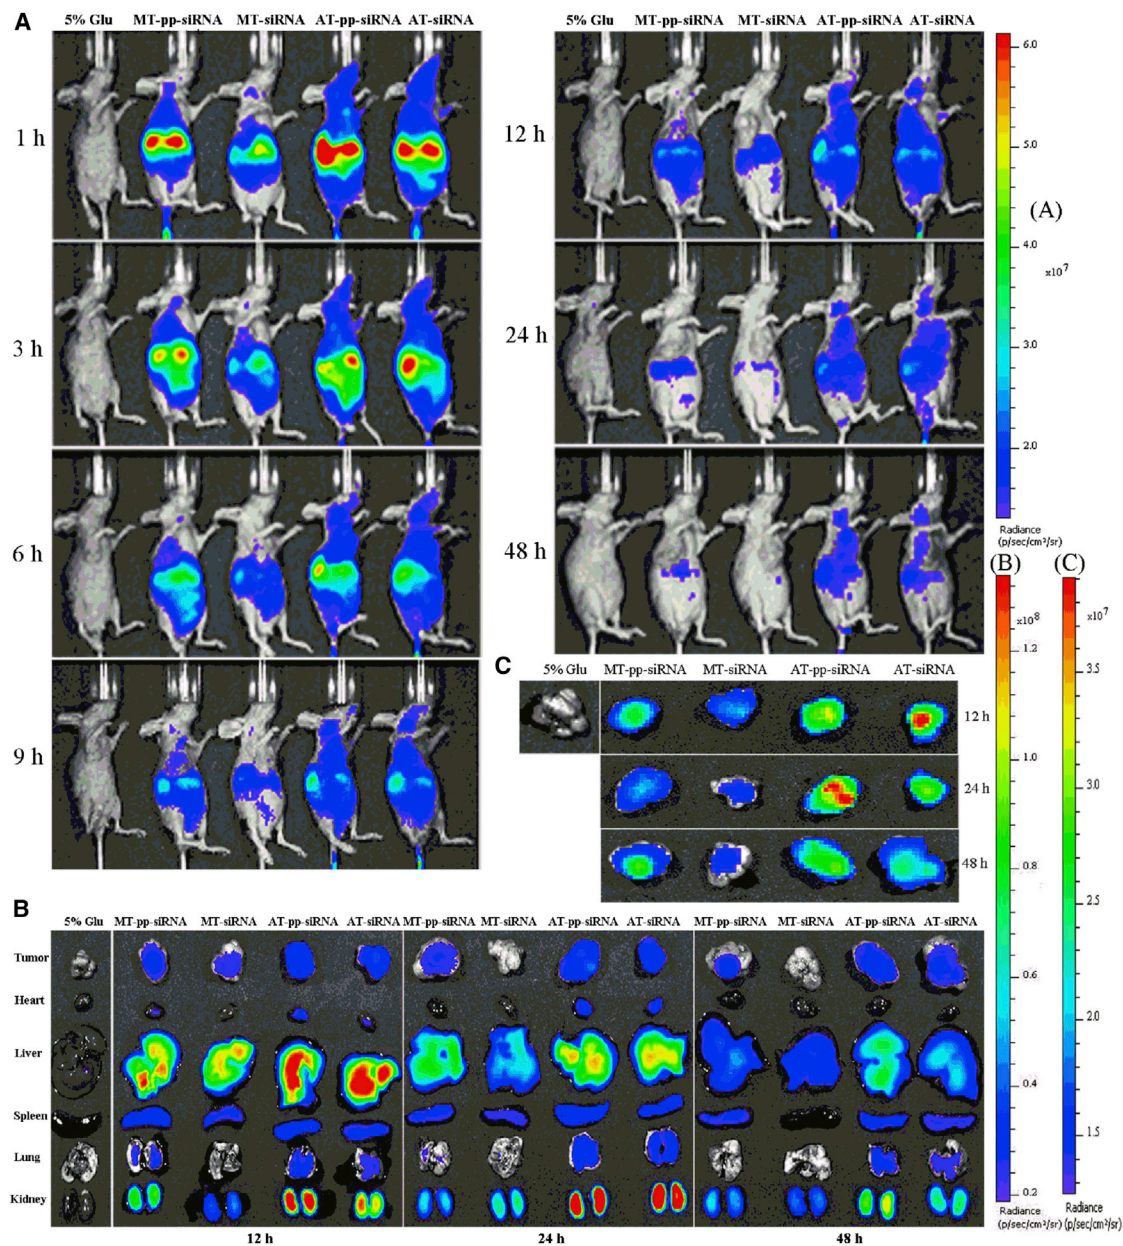 A
5% Glu MT-pp-siRNA MT-siRNA AT-pp-siRNA AT-siRNA
1 h
3 h
6 h
9 h
5% Glu MT-pp-siRNA MT-siRNA AT-pp-siRNA AT-siRNA
12 h
24 h
48 h
6.0
5.0
(A)
4.0
x10⁷
3.0
2.0
Radiance
(p/sec/cm²/sr)
C
5% Glu MT-pp-siRNA MT-siRNA AT-pp-siRNA AT-siRNA
12 h
24 h
48 h
(B)
x10⁸
1.2
1.0
0.8
0.6
0.4
0.2
Radiance
(p/sec/cm²/sr)
(C)
x10⁷
3.5
3.0
2.5
2.0
1.5
Radiance
(p/sec/cm²/sr)
B
5% Glu MT-pp-siRNA MT-siRNA AT-pp-siRNA AT-siRNA MT-pp-siRNA MT-siRNA AT-pp-siRNA AT-siRNA MT-pp-siRNA MT-siRNA AT-pp-siRNA AT-siRNA
Tumor
Heart
Liver
Spleen
Lung
Kidney
12 h 24 h 48 h